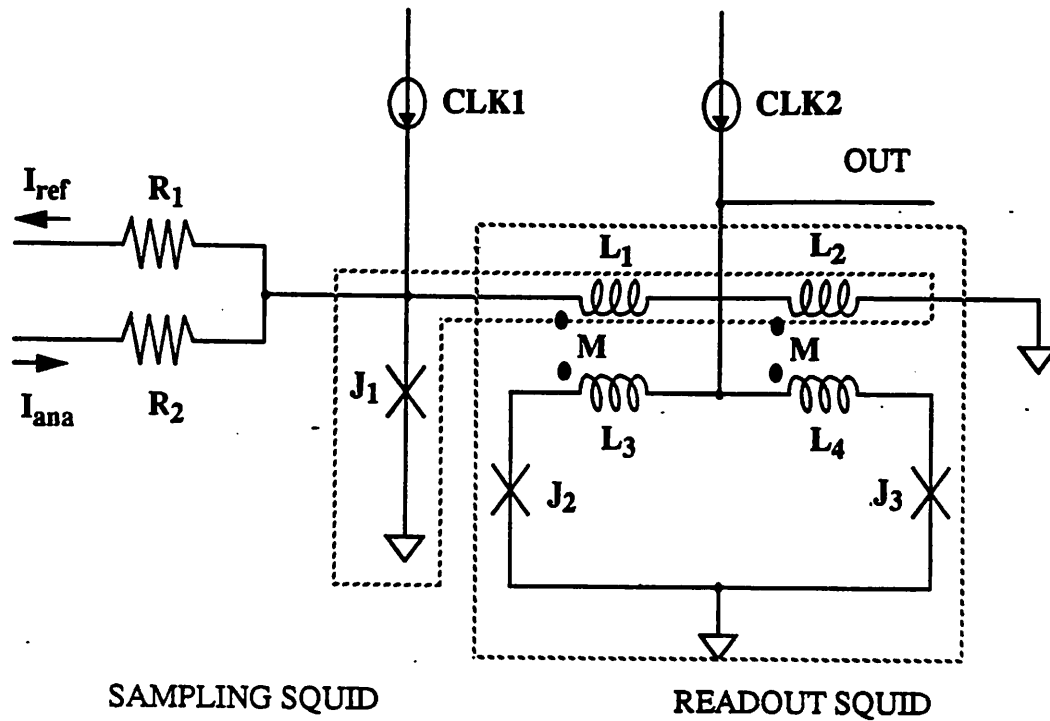 CLK1
CLK2
OUT
I_ref
R_1
L_1
L_2
M
M
J_1
I_ana
R_2
L_3
L_4
J_2
J_3
SAMPLING SQUID
READOUT SQUID